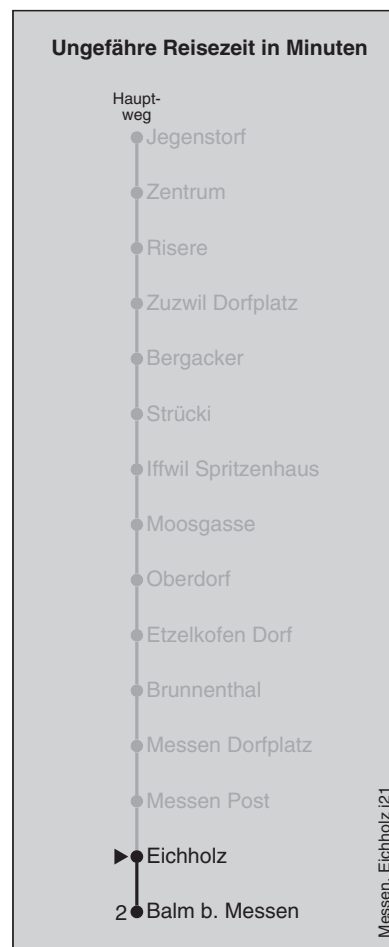 Ungefähre Reisezeit in Minuten
Haupt-
weg
Jegenstorf
Zentrum
Risere
Zuzwil Dorfplatz
Bergacker
Strücki
Iffwil Spritzenhaus
Moosgasse
Oberdorf
Etzelkofen Dorf
Brunnenthal
Messen Dorfplatz
Messen Post
Eichholz
2 Balm b. Messen
Messen, Eichholz j21